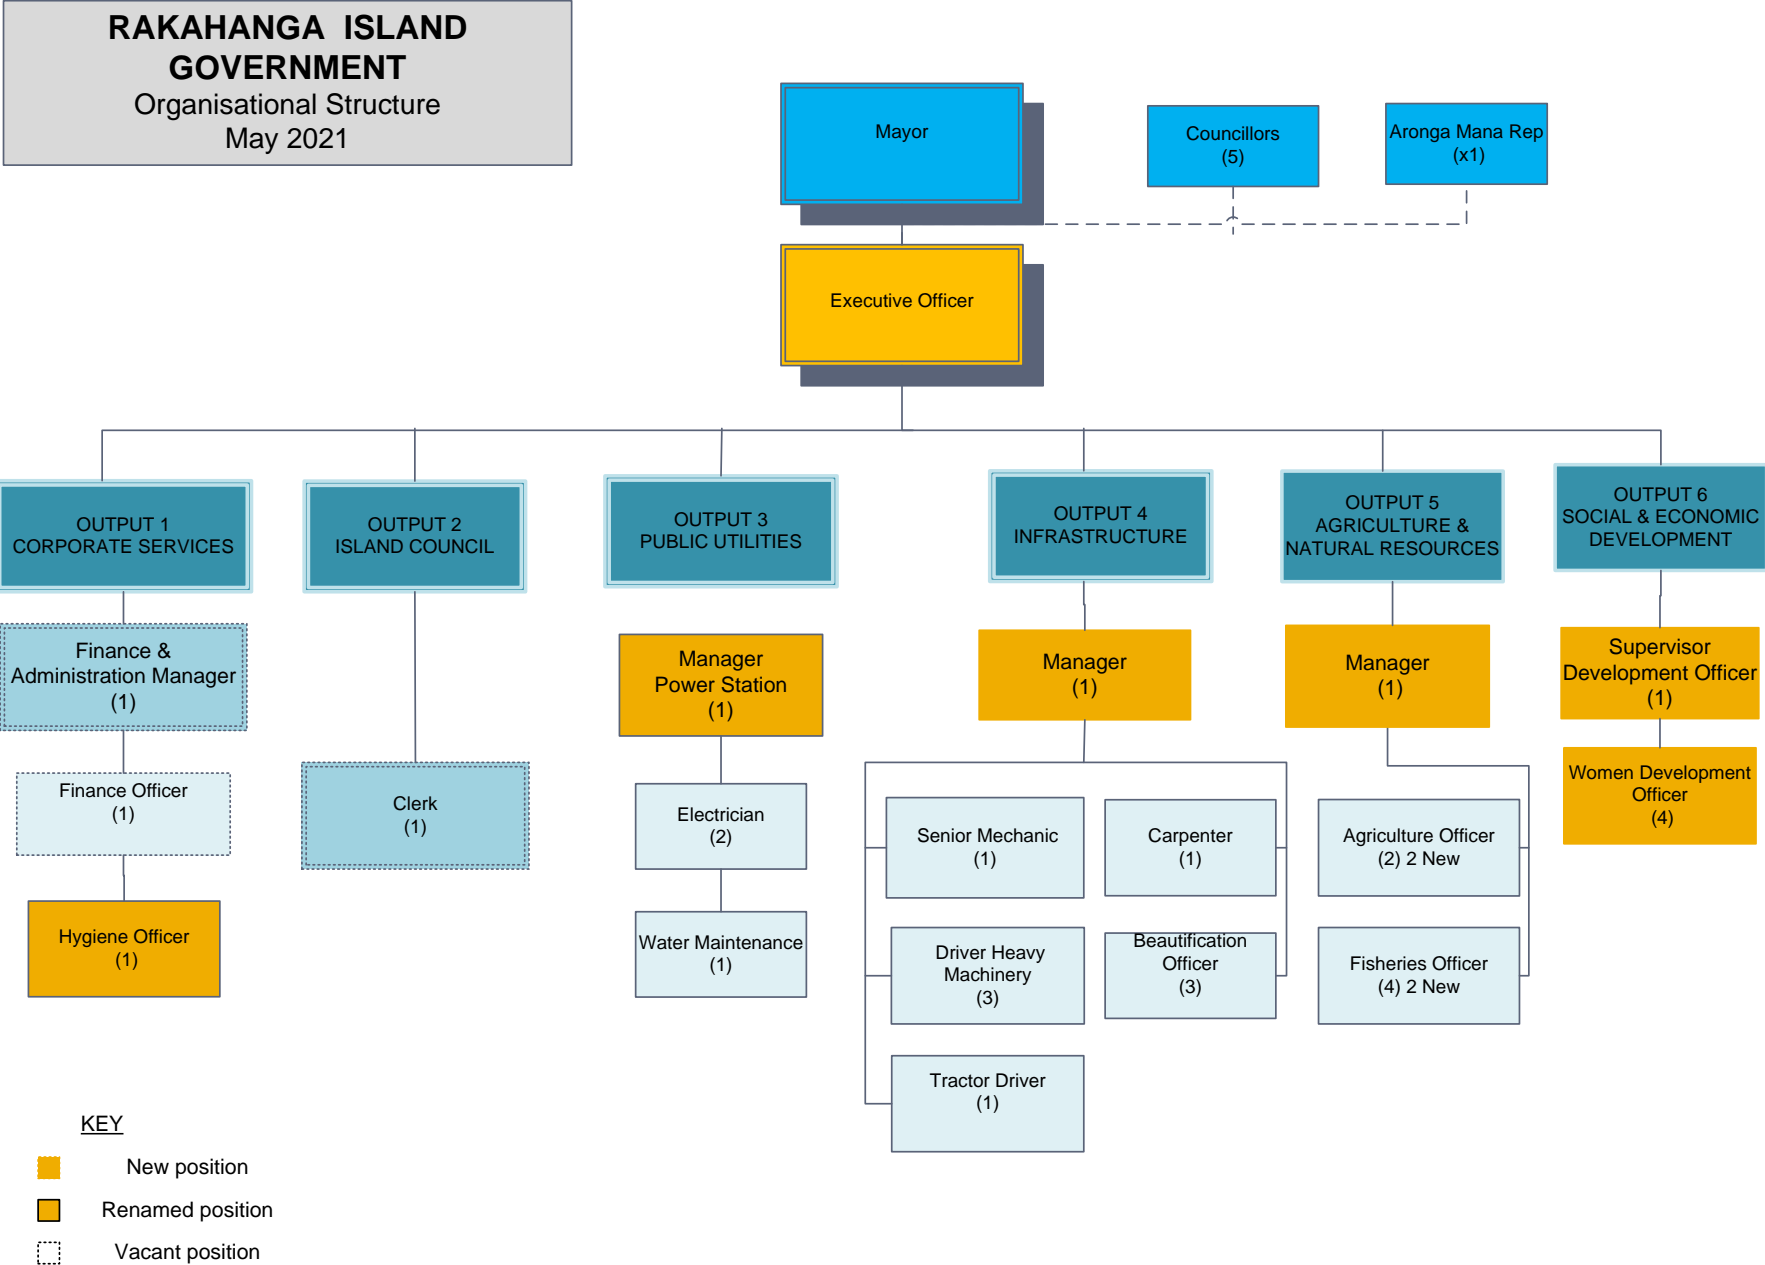 RAKAHANGA ISLAND
GOVERNMENT
Organisational Structure
May 2021
Mayor
Councillors
(5)
Aronga Mana Rep
(x1)
Executive Officer
OUTPUT 1
CORPORATE SERVICES
OUTPUT 2
ISLAND COUNCIL
OUTPUT 3
PUBLIC UTILITIES
OUTPUT 4
INFRASTRUCTURE
OUTPUT 5
AGRICULTURE &
NATURAL RESOURCES
OUTPUT 6
SOCIAL & ECONOMIC
DEVELOPMENT
Finance &
Administration Manager
(1)
Finance Officer
(1)
Hygiene Officer
(1)
Clerk
(1)
Manager
Power Station
(1)
Electrician
(2)
Water Maintenance
(1)
Manager
(1)
Senior Mechanic
(1)
Driver Heavy
Machinery
(3)
Tractor Driver
(1)
Carpenter
(1)
Beautification
Officer
(3)
Manager
(1)
Agriculture Officer
(2) 2 New
Fisheries Officer
(4) 2 New
Supervisor
Development Officer
(1)
Women Development
Officer
(4)
KEY
New position
Renamed position
Vacant position